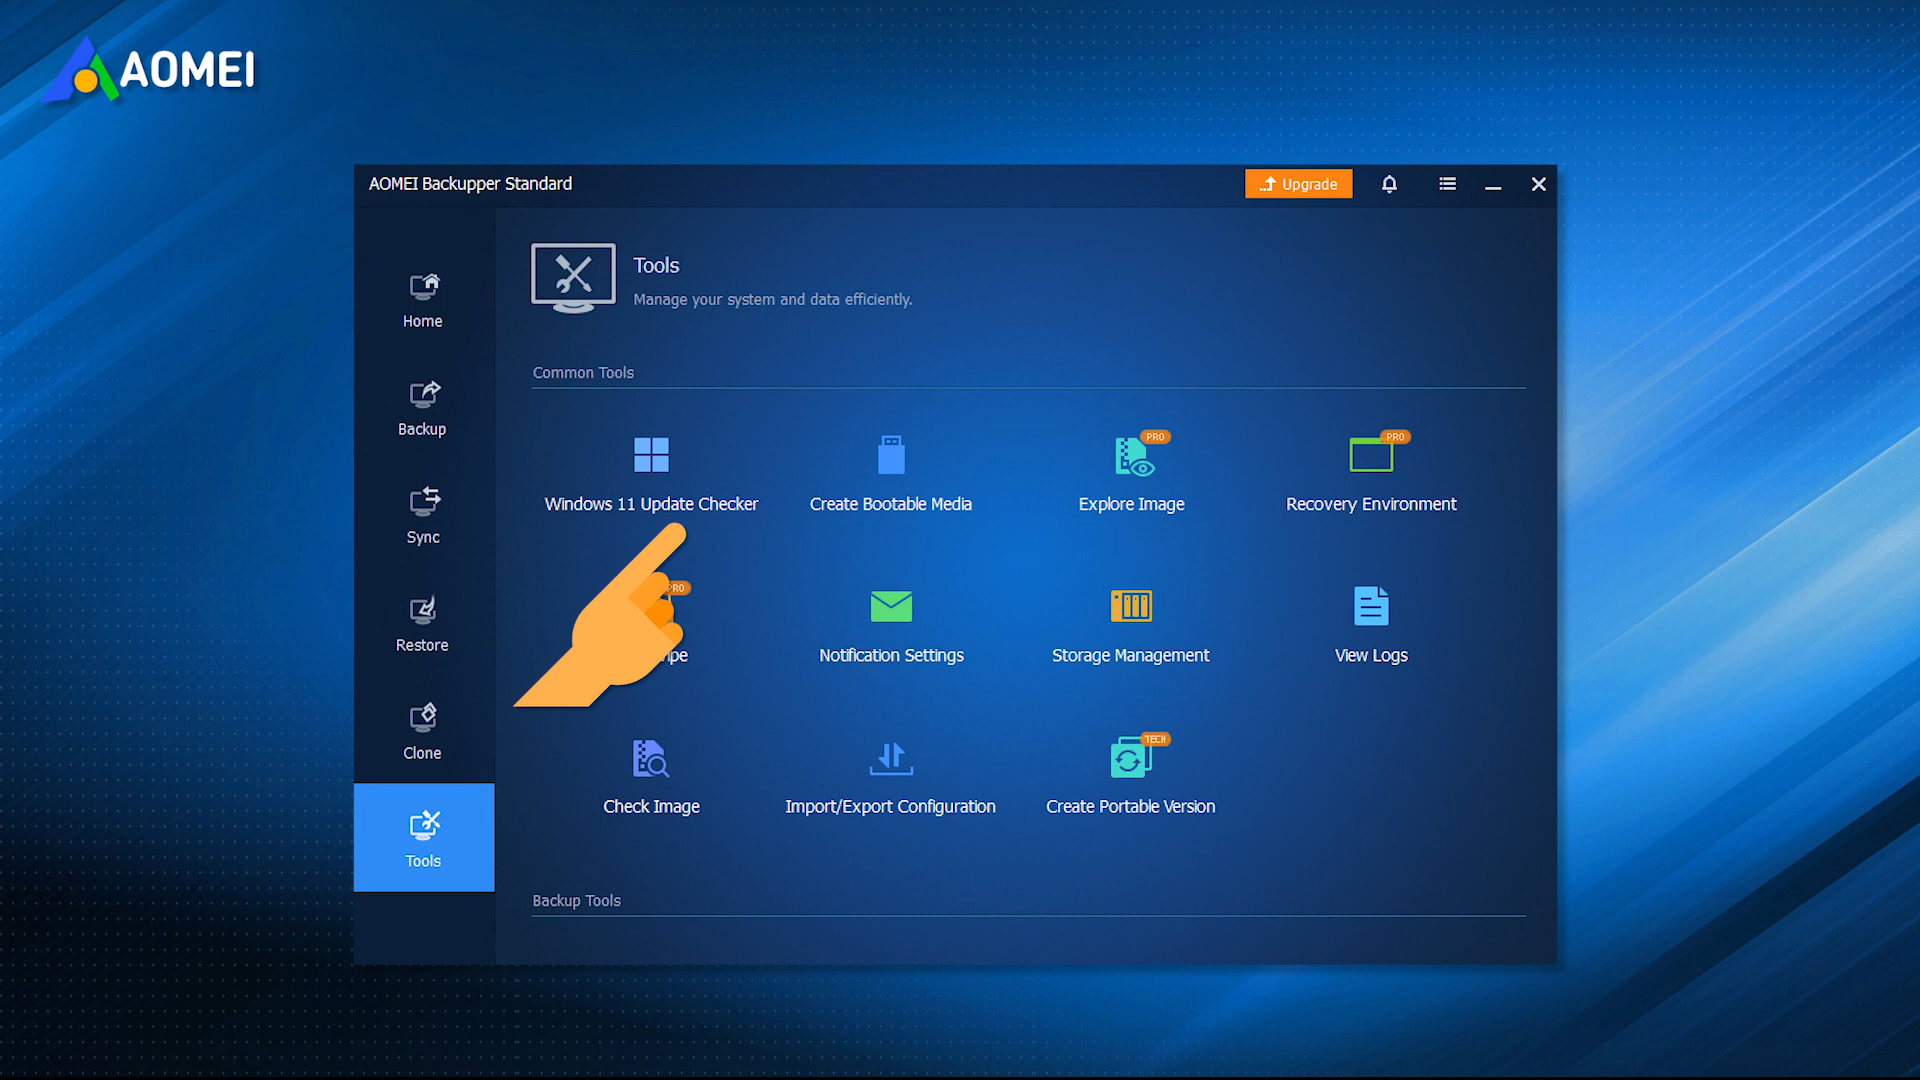 AOMEI
AOMEI Backupper Standard
Upgrade
Home
Backup
Sync
Restore
Clone
Tools
Tools
Manage your system and data efficiently.
Common Tools
Windows 11 Update Checker
Create Bootable Media
PRO
Explore Image
PRO
Recovery Environment
Notification Settings
Storage Management
View Logs
Check Image
Import/Export Configuration
TECH
Create Portable Version
Backup Tools